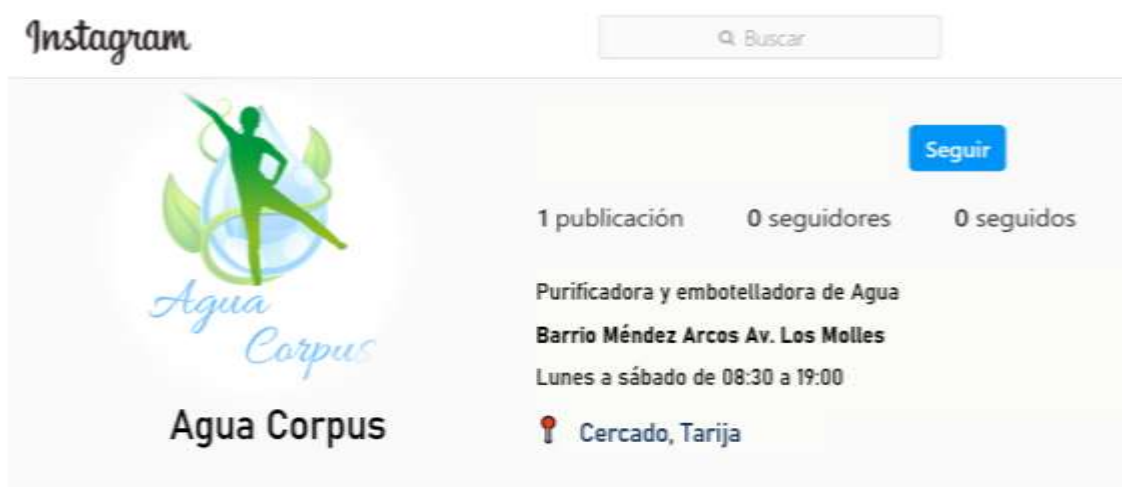 Instagram
Buscar
Seguir
1 publicación 0 seguidores 0 seguidos
Purificadora y embotelladora de Agua
Barrio Méndez Arcos Av. Los Molles
Lunes a sábado de 08:30 a 19:00
Cercado, Tarija
Agua
Corpus
Agua Corpus